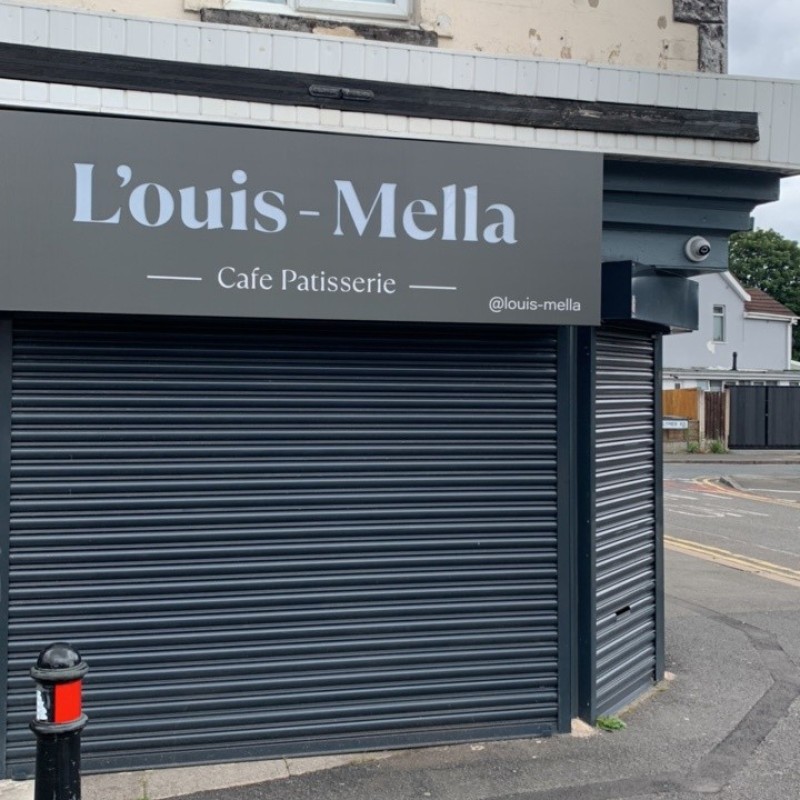 L'ouis - Mella
Cafe Patisserie
@louis-mella